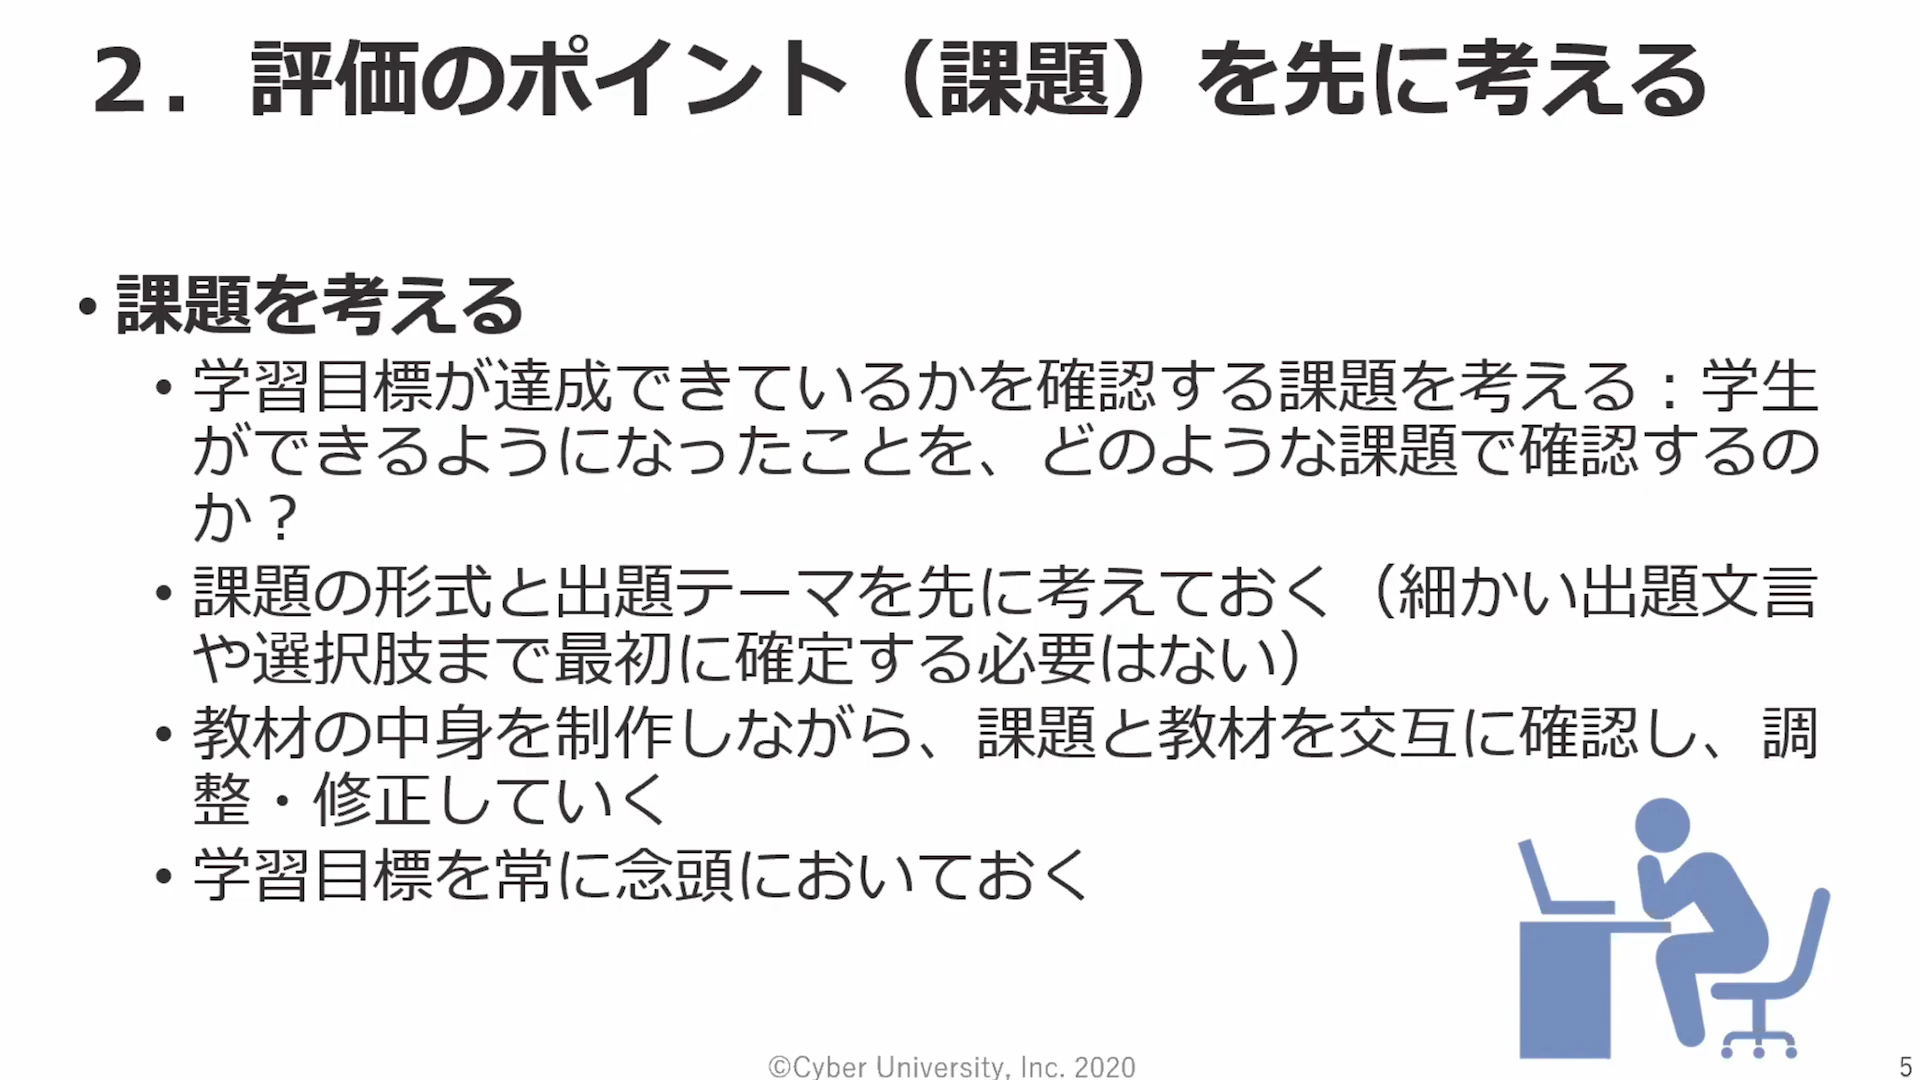 ２．評価のポイント（課題）を先に考える
• 課題を考える
• 学習目標が達成できているかを確認する課題を考える：学生
ができるようになったことを、どのような課題で確認するの
か？
• 課題の形式と出題テーマを先に考えておく（細かい出題文言
や選択肢まで最初に確定する必要はない）
• 教材の中身を制作しながら、課題と教材を交互に確認し、調
整・修正していく
• 学習目標を常に念頭においておく
©Cyber University, Inc. 2020
5